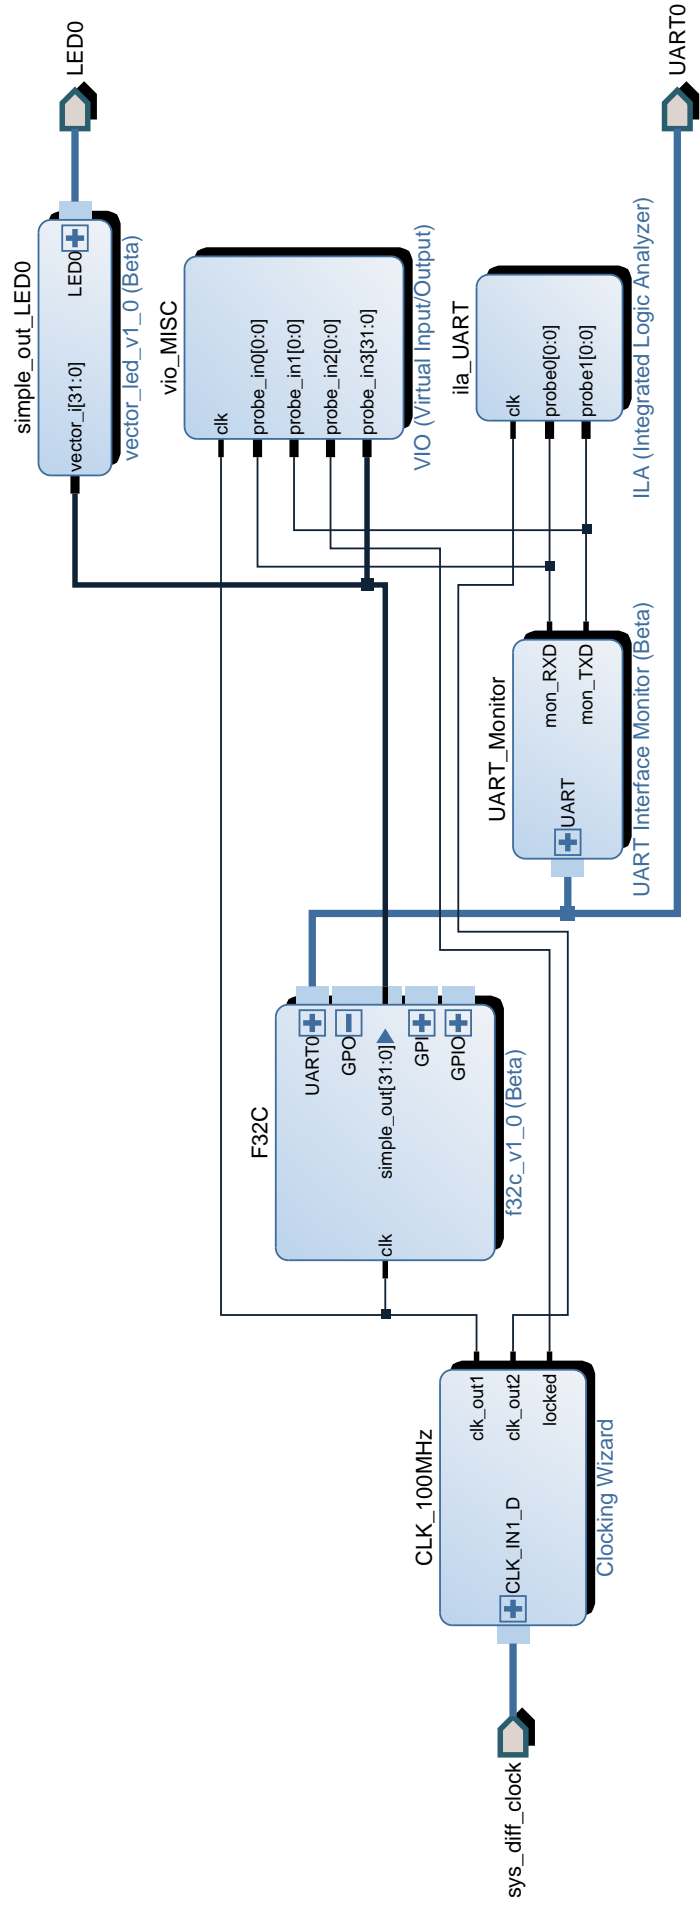 sys_diff_clock
CLK_100MHz
CLK_IN1_D
clk_out1
clk_out2
locked
Clocking Wizard
F32C
clk
UART0
GPO
simple_out[31:0]
GPI
GPIO
f32c_v1_0 (Beta)
UART_Monitor
UART
mon_RXD
mon_TXD
UART Interface Monitor (Beta)
simple_out_LED0
vector_i[31:0]
LED0
vector_led_v1_0 (Beta)
vio_MISC
clk
probe_in0[0:0]
probe_in1[0:0]
probe_in2[0:0]
probe_in3[31:0]
VIO (Virtual Input/Output)
ila_UART
clk
probe0[0:0]
probe1[0:0]
ILA (Integrated Logic Analyzer)
LED0
UART0